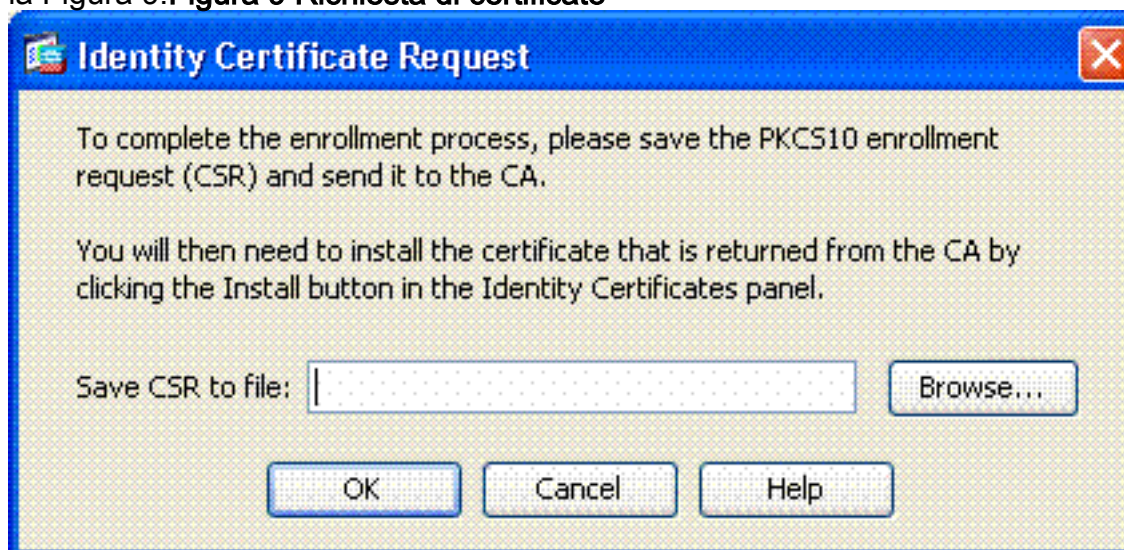 Identity Certificate Request
To complete the enrollment process, please save the PKCS10 enrollment
request (CSR) and send it to the CA.
You will then need to install the certificate that is returned from the CA by
clicking the Install button in the Identity Certificates panel.
Save CSR to file:
Browse...
OK
Cancel
Help